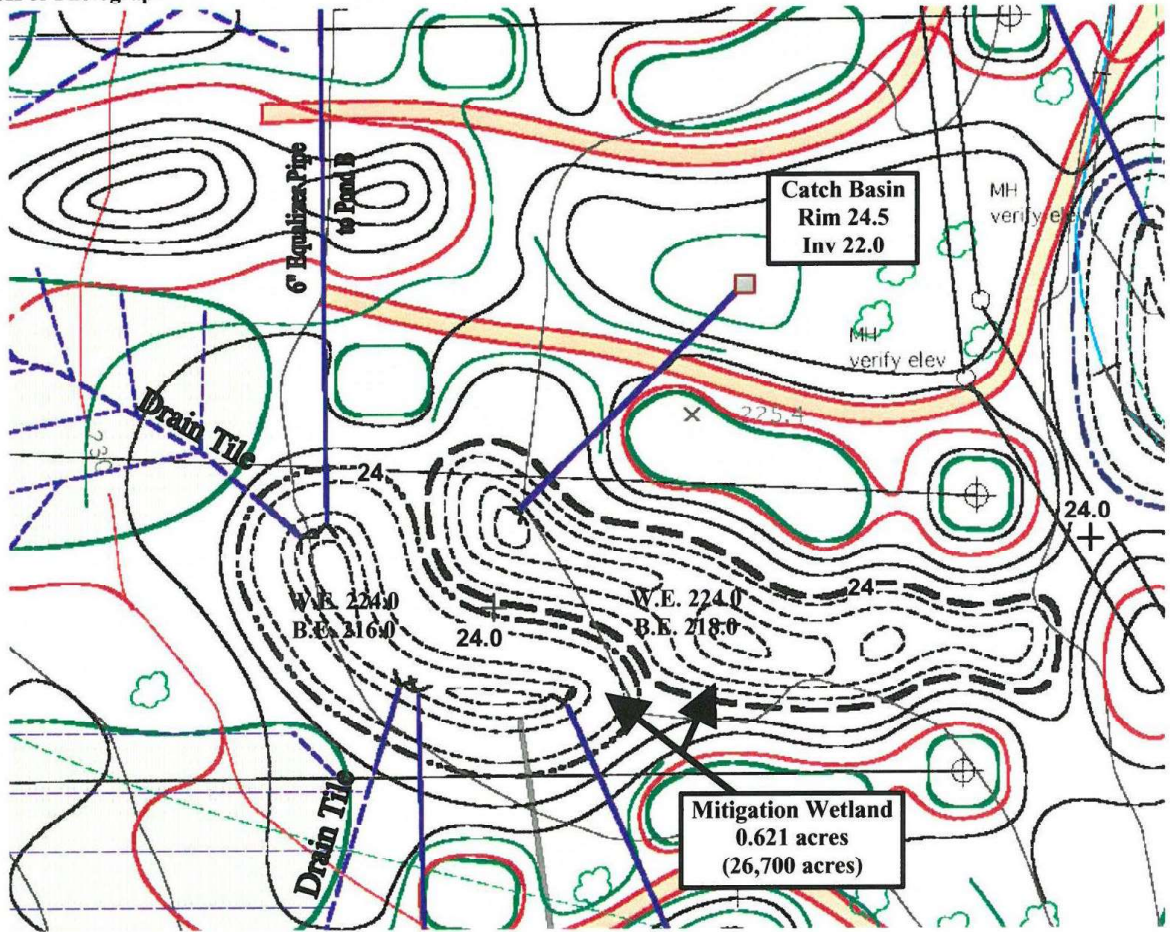 6" Equalizer Pipe
to Pond B
Catch Basin
Rim 24.5
Inv 22.0
MH
verify elev
MH
verify elev
225.4
Drain Tile
230
24
24.0
W.E. 224.0
B.E. 216.0
24.0
W.E. 224.0
B.E. 218.0
24
Mitigation Wetland
0.621 acres
(26,700 acres)
Drain Tile